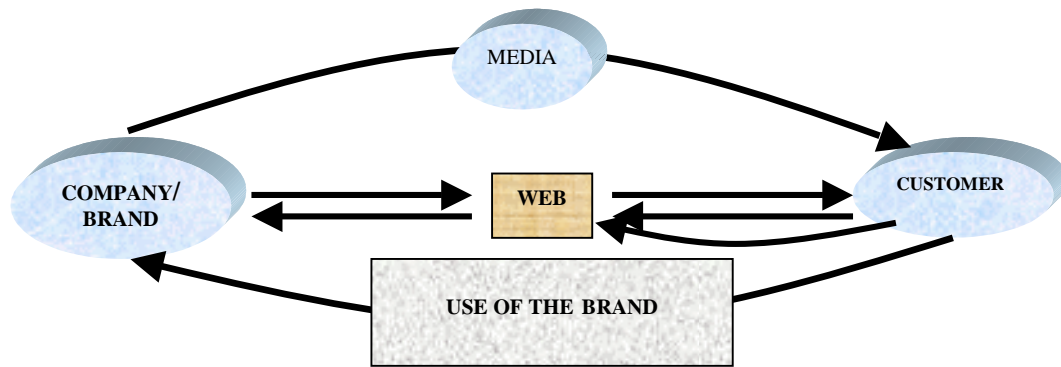 MEDIA
COMPANY/
BRAND
WEB
CUSTOMER
USE OF THE BRAND